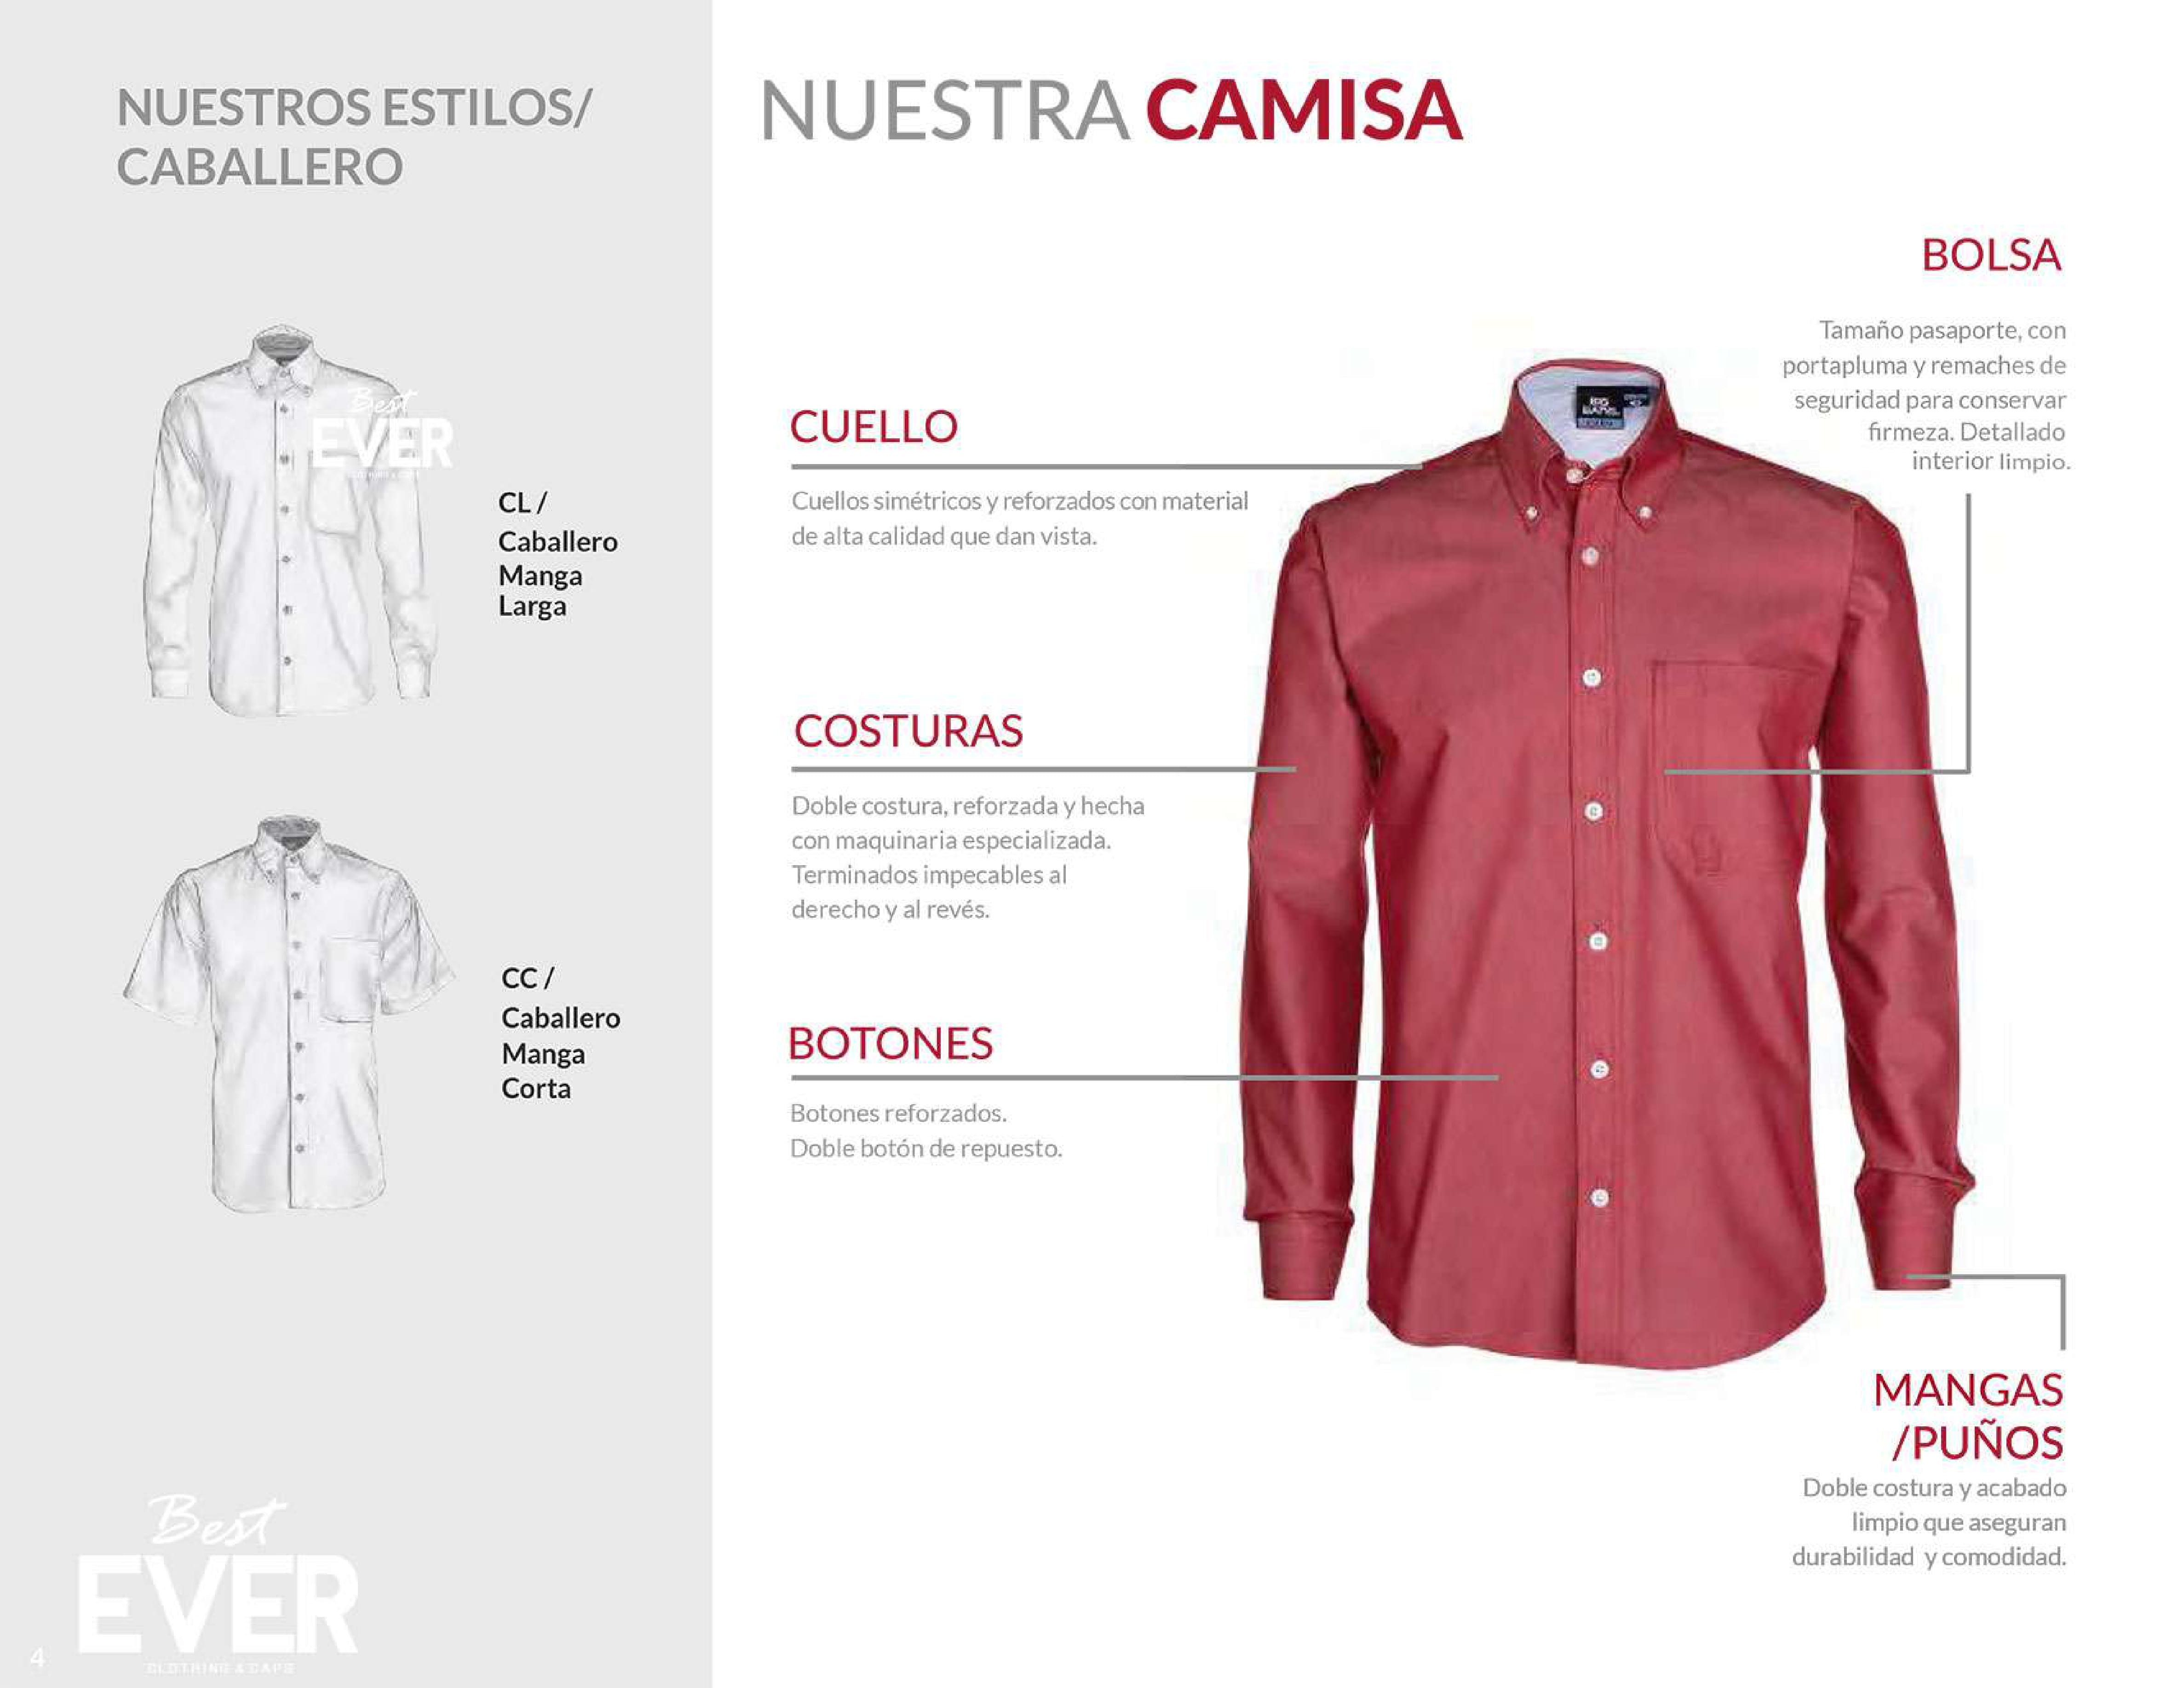 NUESTROS ESTILOS/
CABALLERO
Best
EVER
CL /
Caballero
Manga
Larga
CC /
Caballero
Manga
Corta
Best
EVER
CLOTHING & CAPS
4
NUESTRA CAMISA
CUELLO
Cuellos simétricos y reforzados con material
de alta calidad que dan vista.
COSTURAS
Doble costura, reforzada y hecha
con maquinaria especializada.
Terminados impecables al
derecho y al revés.
BOTONES
Botones reforzados.
Doble botón de repuesto.
BOLSA
Tamaño pasaporte, con
portapluma y remaches de
seguridad para conservar
firmeza. Detallado
interior limpio.
MANGAS
/PUÑOS
Doble costura y acabado
limpio que aseguran
durabilidad y comodidad.